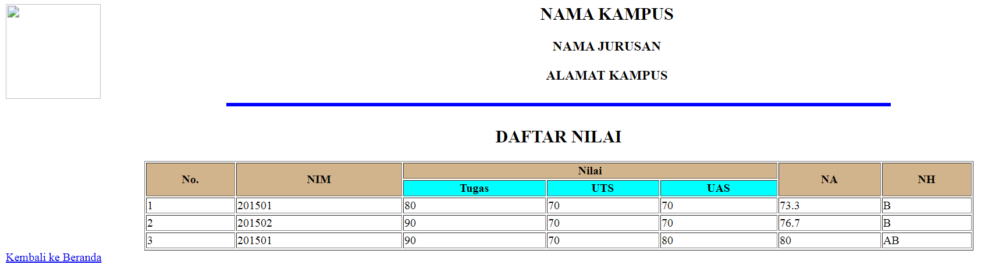 NAMA KAMPUS
NAMA JURUSAN
ALAMAT KAMPUS
DAFTAR NILAI
No. NIM Nilai NA NH
Tugas UTS UAS
1 201501 80 70 70 73.3 B
2 201502 90 70 70 76.7 B
3 201501 90 70 80 80 AB
Kembali ke Beranda